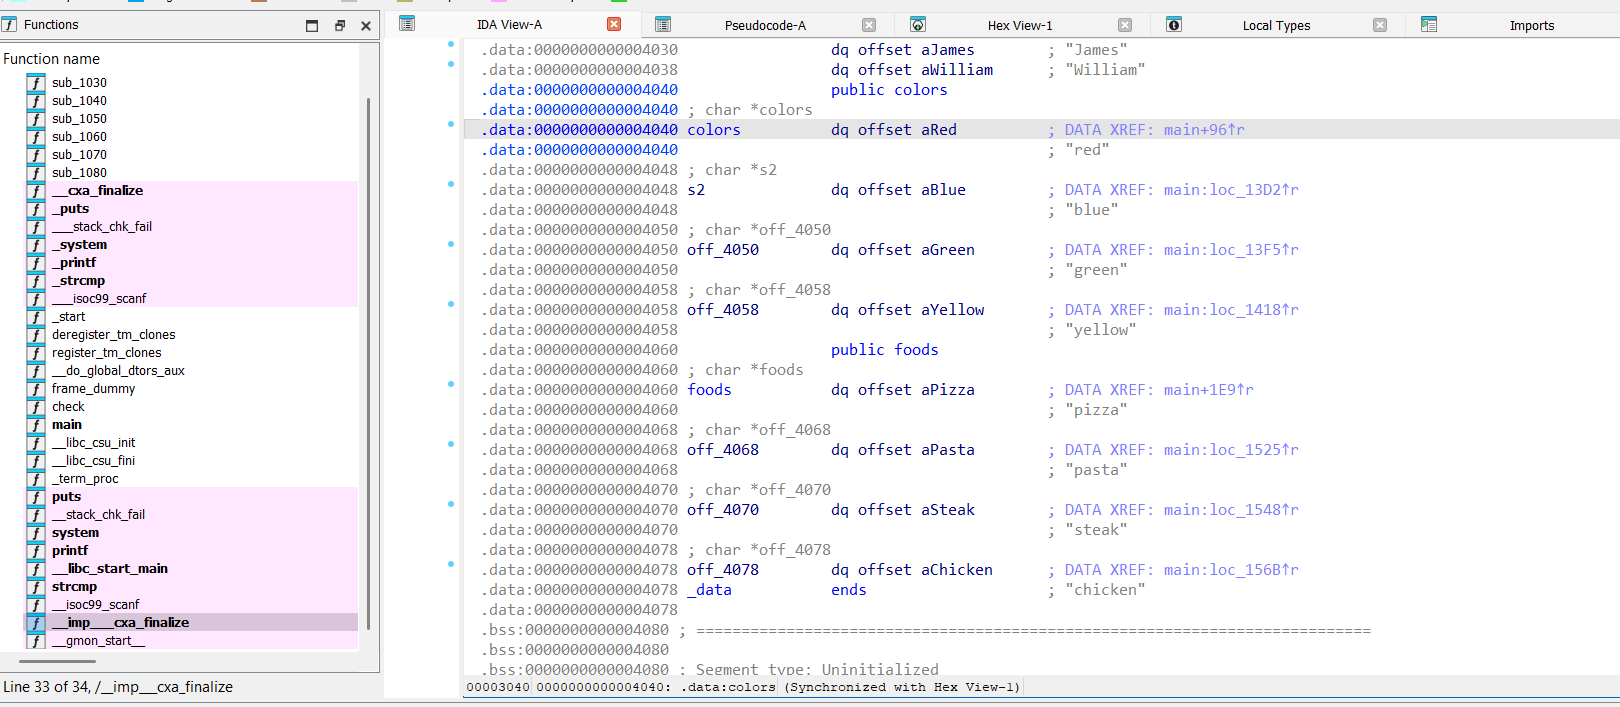 Functions
Function name
sub_1030
sub_1040
sub_1050
sub_1060
sub_1070
sub_1080
__cxa_finalize
_puts
___stack_chk_fail
_system
_printf
_strcmp
___isoc99_scanf
_start
deregister_tm_clones
register_tm_clones
__do_global_dtors_aux
frame_dummy
check
main
__libc_csu_init
__libc_csu_fini
_term_proc
puts
__stack_chk_fail
system
printf
__libc_start_main
strcmp
__isoc99_scanf
__imp___cxa_finalize
__gmon_start__
Line 33 of 34, /__imp___cxa_finalize
IDA View-A Pseudocode-A Hex View-1 Local Types Imports
.data:0000000000004030 dq offset aJames ; "James"
.data:0000000000004038 dq offset aWilliam ; "William"
.data:0000000000004040 public colors
.data:0000000000004040 ; char *colors
.data:0000000000004040 colors dq offset aRed ; DATA XREF: main+96↑r
.data:0000000000004040 ; "red"
.data:0000000000004048 ; char *s2
.data:0000000000004048 s2 dq offset aBlue ; DATA XREF: main:loc_13D2↑r
.data:0000000000004048 ; "blue"
.data:0000000000004050 ; char *off_4050
.data:0000000000004050 off_4050 dq offset aGreen ; DATA XREF: main:loc_13F5↑r
.data:0000000000004050 ; "green"
.data:0000000000004058 ; char *off_4058
.data:0000000000004058 off_4058 dq offset aYellow ; DATA XREF: main:loc_1418↑r
.data:0000000000004058 ; "yellow"
.data:0000000000004060 public foods
.data:0000000000004060 ; char *foods
.data:0000000000004060 foods dq offset aPizza ; DATA XREF: main+1E9↑r
.data:0000000000004060 ; "pizza"
.data:0000000000004068 ; char *off_4068
.data:0000000000004068 off_4068 dq offset aPasta ; DATA XREF: main:loc_1525↑r
.data:0000000000004068 ; "pasta"
.data:0000000000004070 ; char *off_4070
.data:0000000000004070 off_4070 dq offset aSteak ; DATA XREF: main:loc_1548↑r
.data:0000000000004070 ; "steak"
.data:0000000000004078 ; char *off_4078
.data:0000000000004078 off_4078 dq offset aChicken ; DATA XREF: main:loc_156B↑r
.data:0000000000004078 _data ends ; "chicken"
.data:0000000000004078
.bss:0000000000004080 ; ===========================================================================
.bss:0000000000004080
.bss:0000000000004080 ; Segment type: Uninitialized
00003040 0000000000004040: .data:colors (Synchronized with Hex View-1)